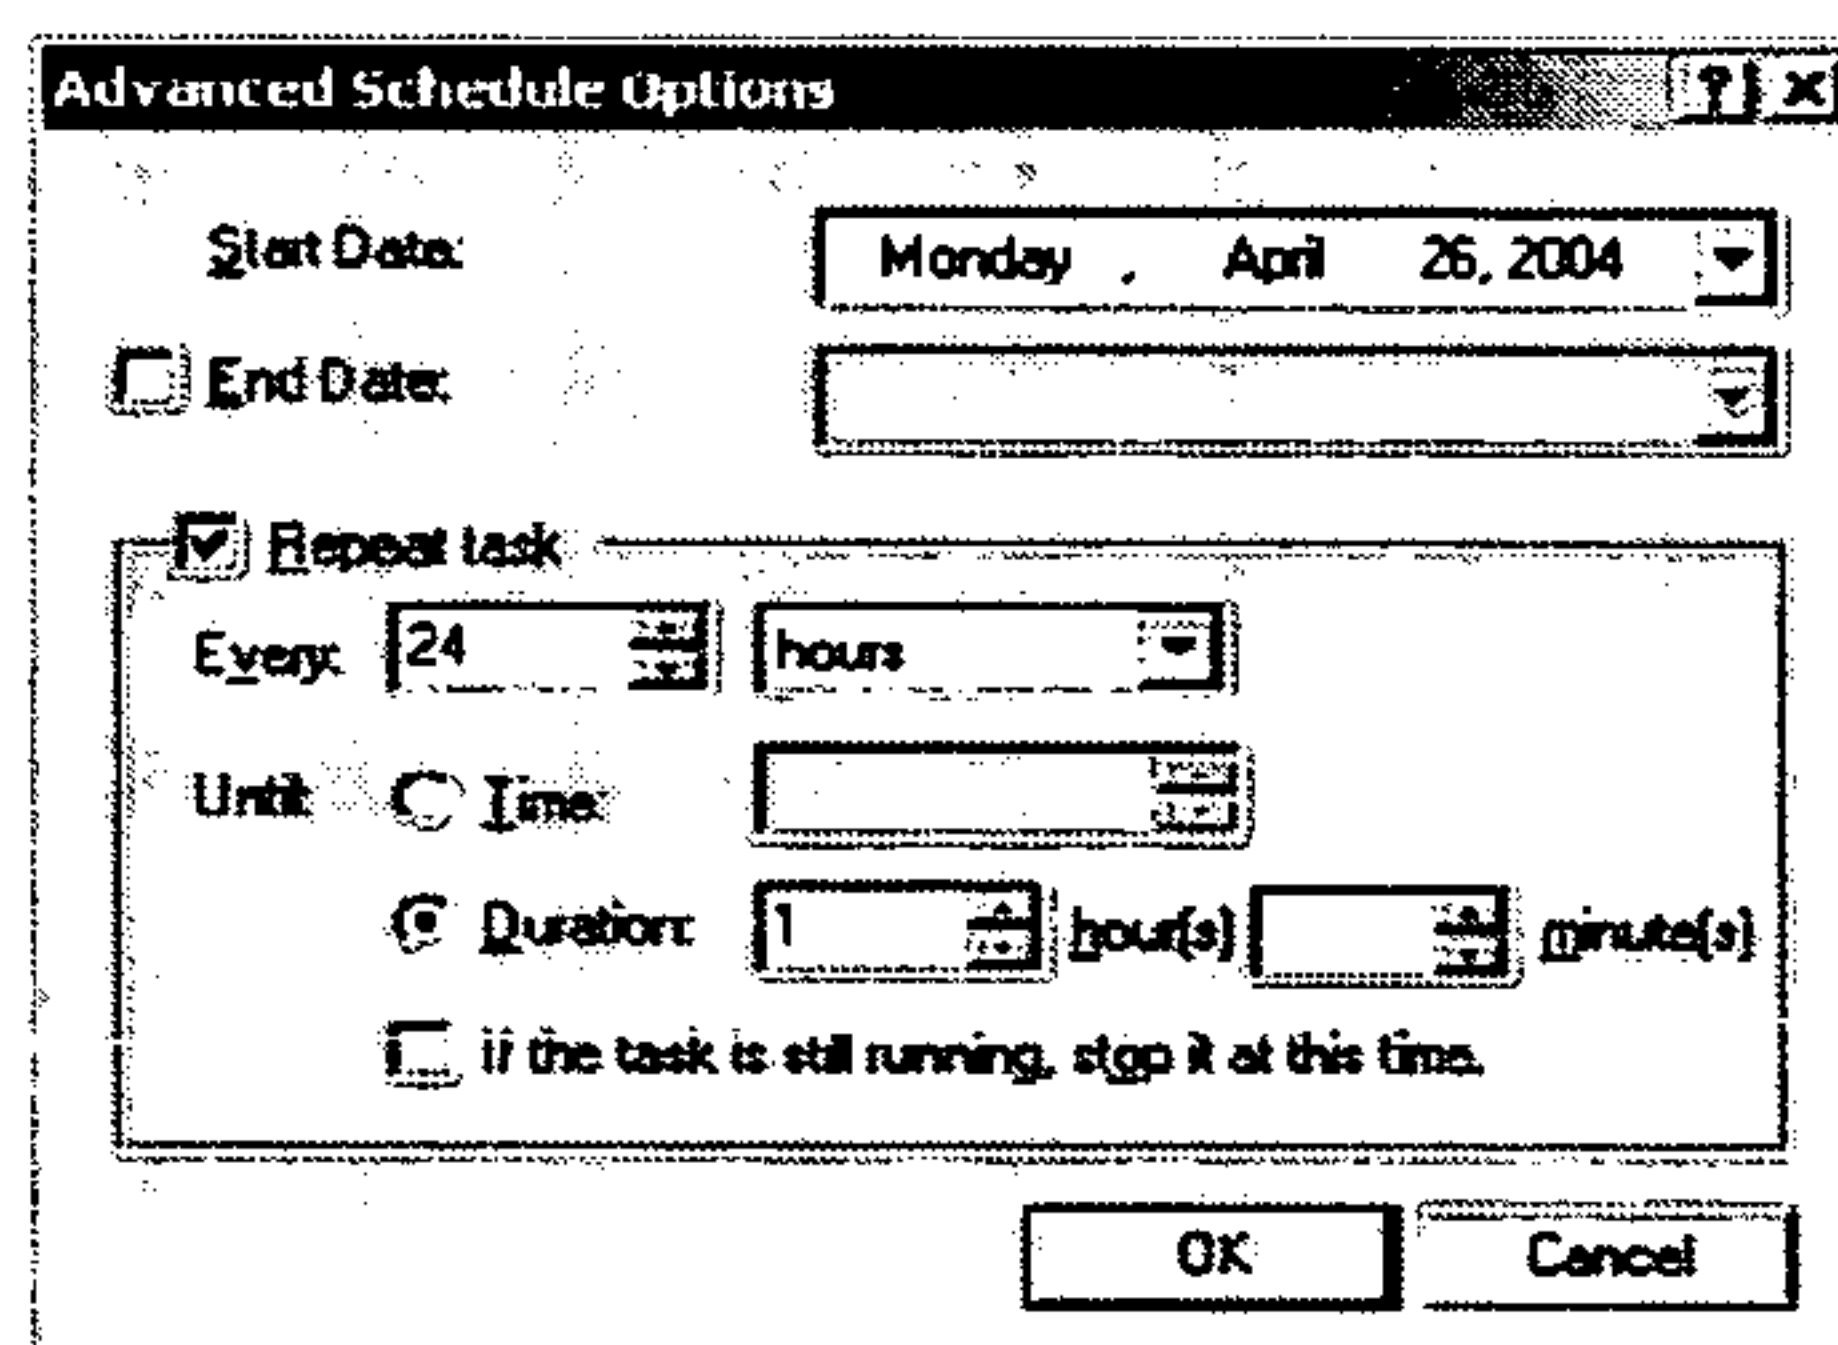 Advanced Schedule Options
Start Date: Monday , April 26, 2004
End Date:
Repeat task
Every: 24 hours
Until: Time:
Duration: 1 hour(s) minute(s)
If the task is still running, stop it at this time.
OK Cancel